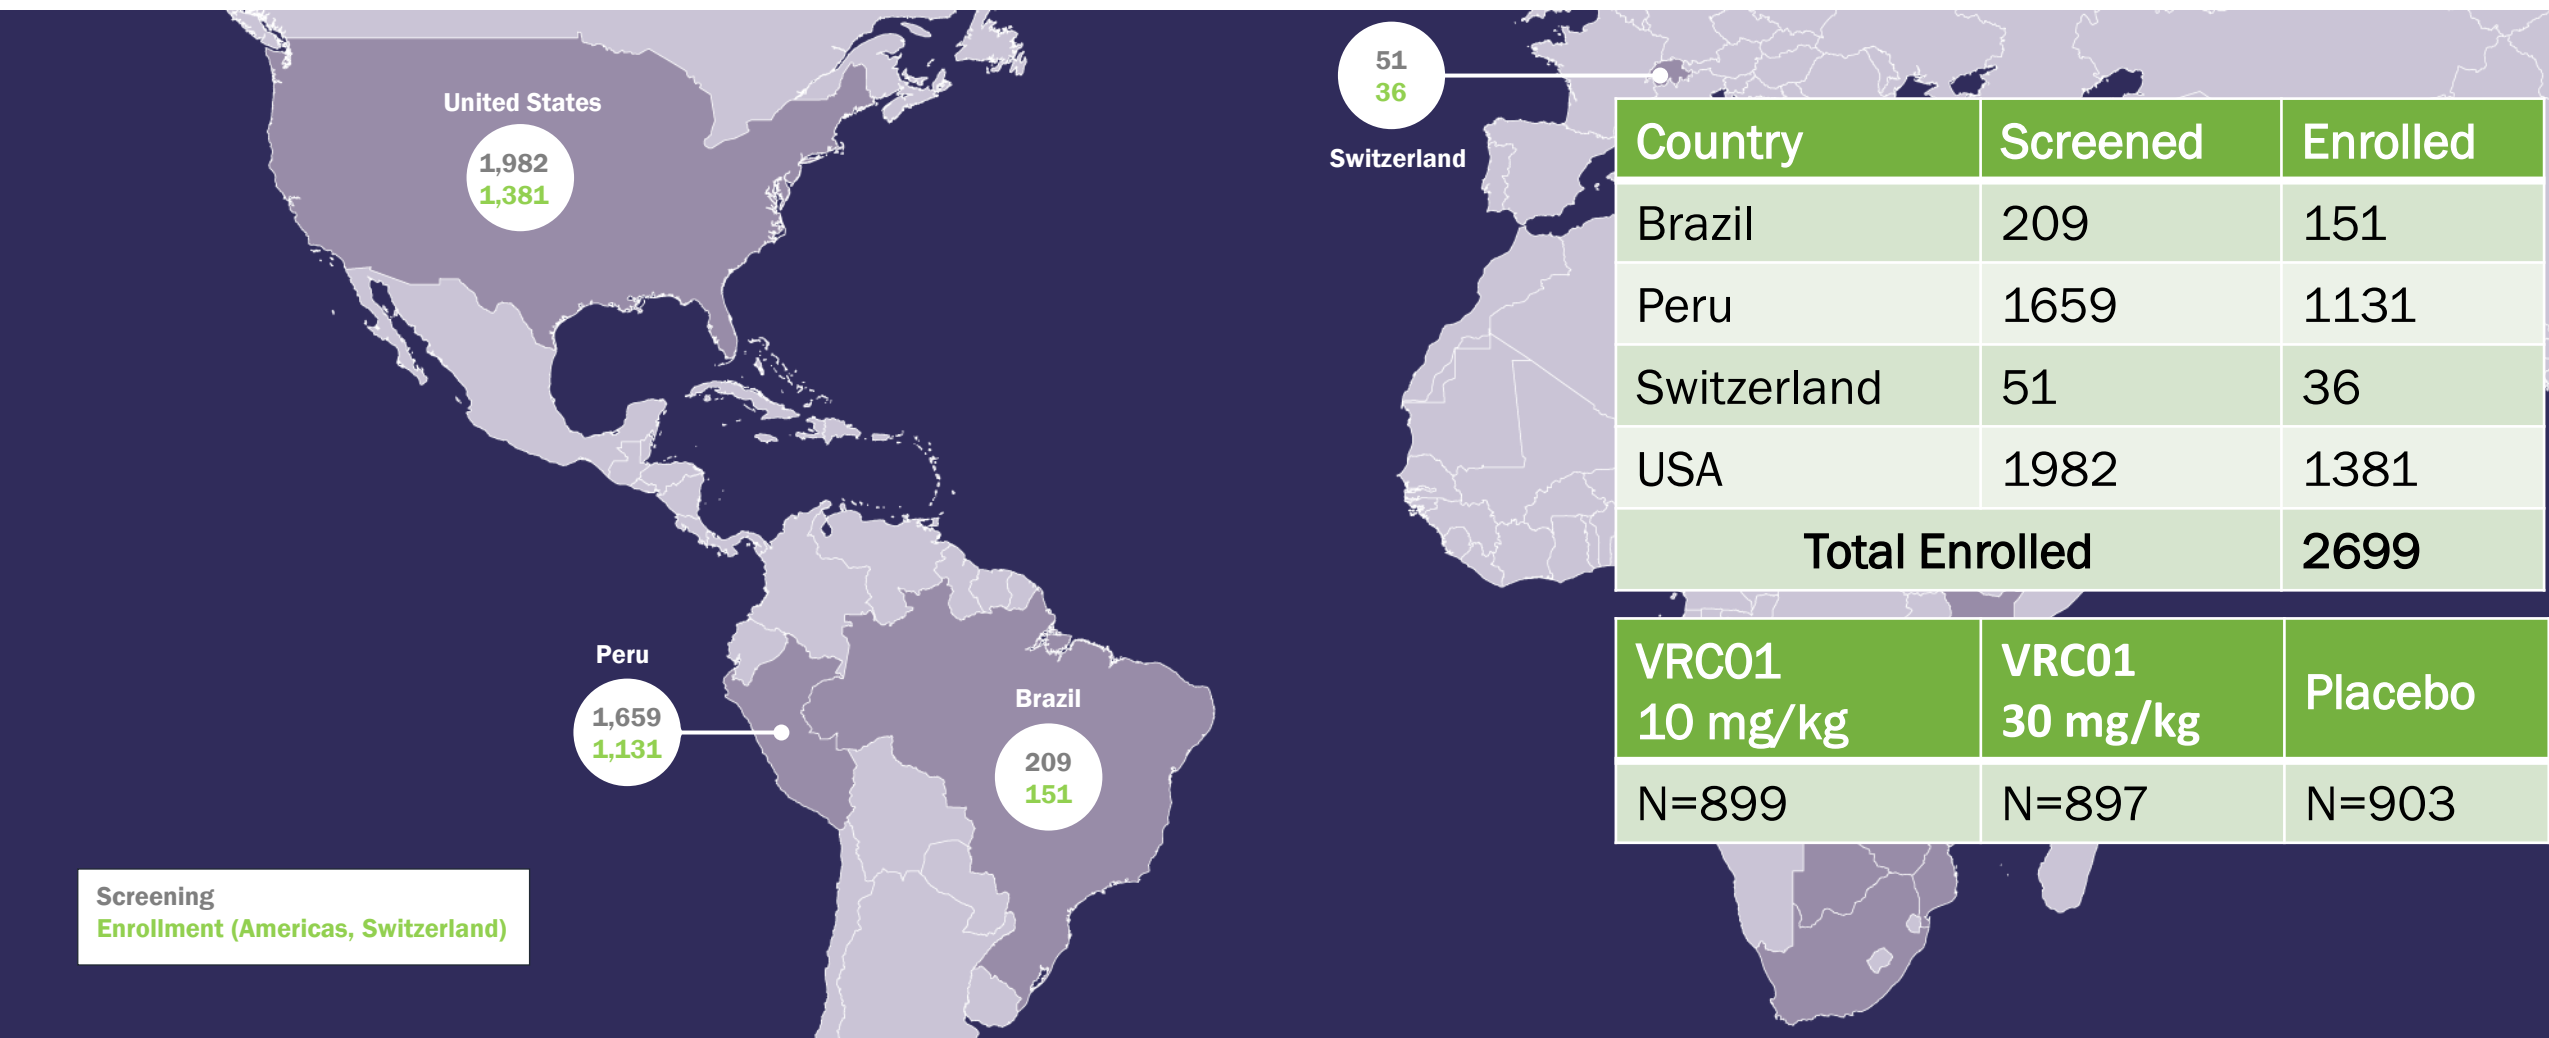 United States
1,982
1,381
51
36
Switzerland
Peru
1,659
1,131
Brazil
209
151
Screening
Enrollment (Americas, Switzerland)
Country Screened Enrolled
Brazil 209 151
Peru 1659 1131
Switzerland 51 36
USA 1982 1381
Total Enrolled 2699
VRC01
10 mg/kg
VRC01
30 mg/kg
Placebo
N=899 N=897 N=903